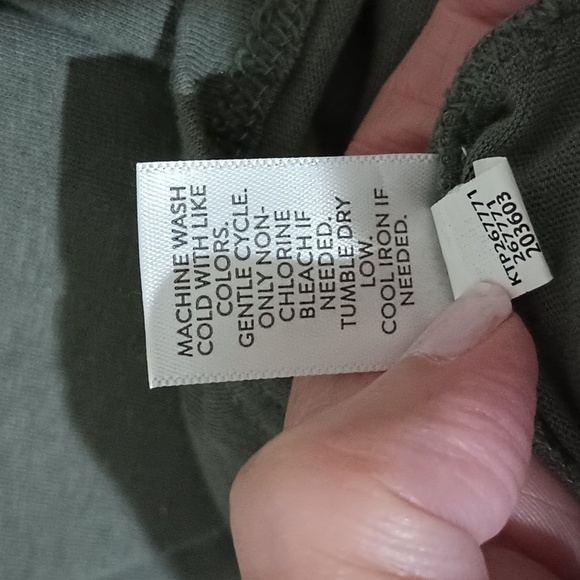 MACHINE WASH
COLD WITH LIKE
COLORS.
GENTLE CYCLE.
ONLY NON-
CHLORINE
BLEACH IF
NEEDED.
TUMBLE DRY
LOW.
COOL IRON IF
NEEDED.
KTP267771
267771
203603